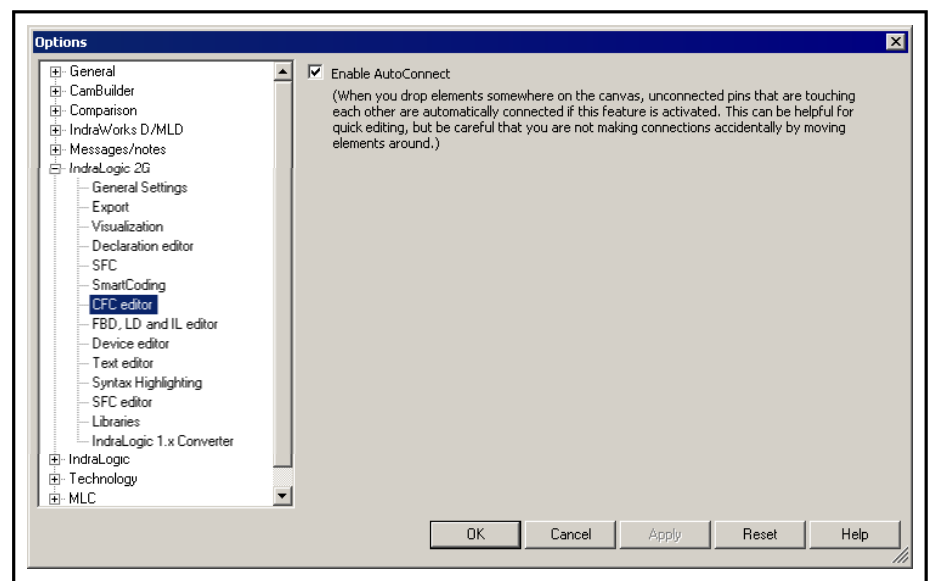 Options
General
CamBuilder
Comparison
IndraWorks D/MLD
Messages/notes
IndraLogic 2G
General Settings
Export
Visualization
Declaration editor
SFC
SmartCoding
CFC editor
FBD, LD and IL editor
Device editor
Text editor
Syntax Highlighting
SFC editor
Libraries
IndraLogic 1.x Converter
IndraLogic
Technology
MLC
Enable AutoConnect
(When you drop elements somewhere on the canvas, unconnected pins that are touching
each other are automatically connected if this feature is activated. This can be helpful for
quick editing, but be careful that you are not making connections accidentally by moving
elements around.)
OK
Cancel
Apply
Reset
Help